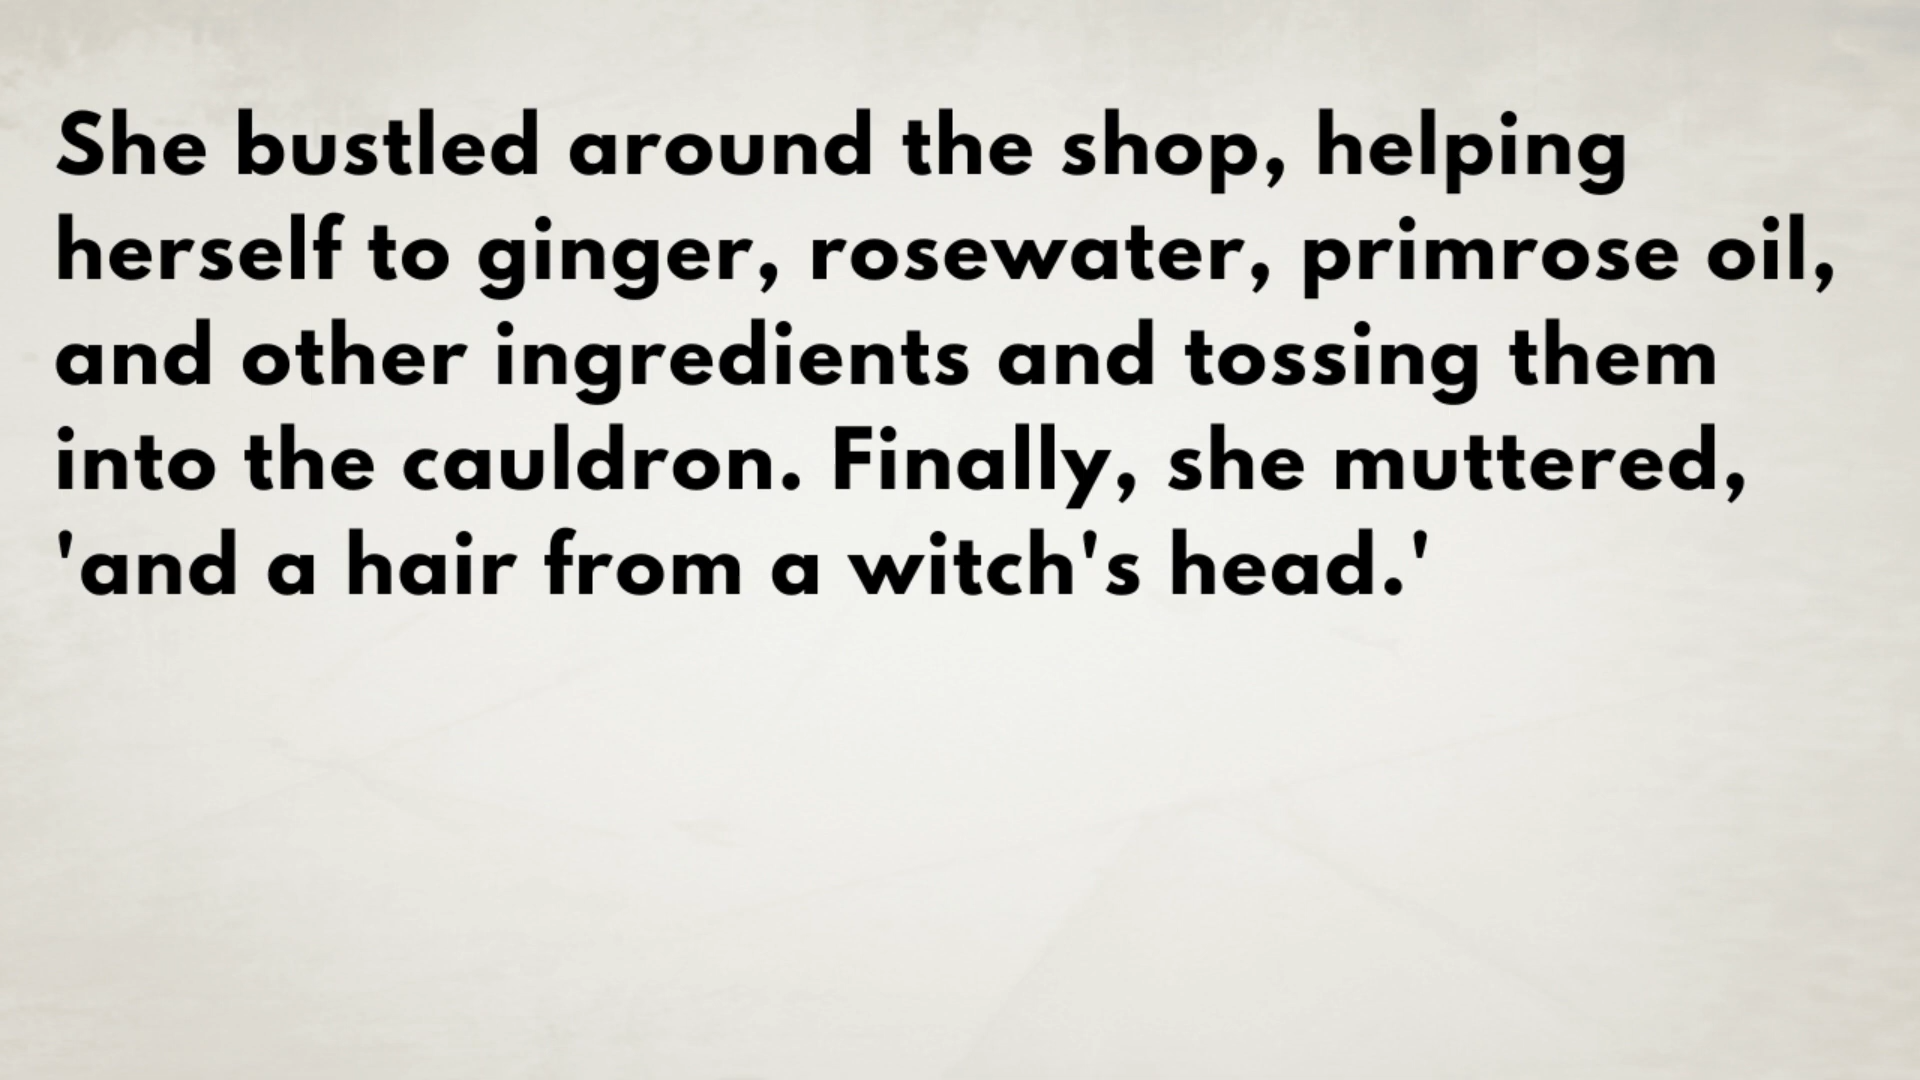 She bustled around the shop, helping
herself to ginger, rosewater, primrose oil,
and other ingredients and tossing them
into the cauldron. Finally, she muttered,
'and a hair from a witch's head.'